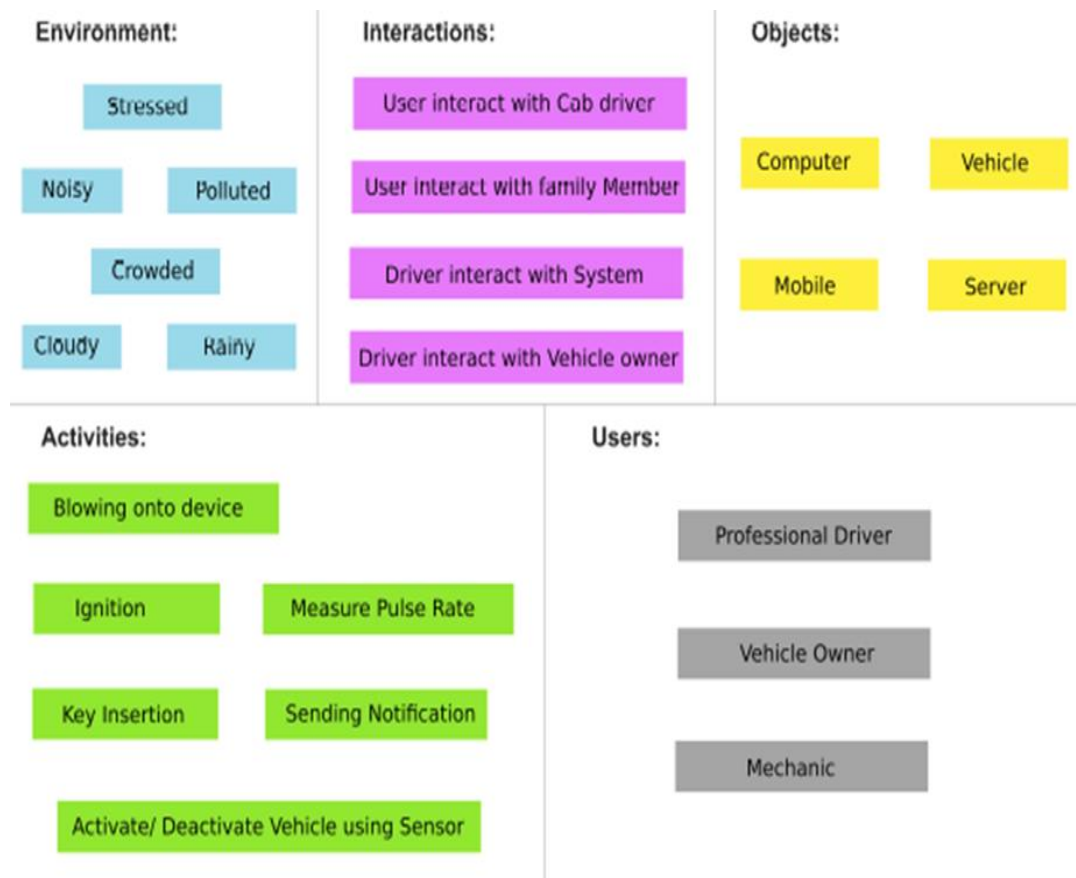 Environment:
Stressed
Noisy
Polluted
Crowded
Cloudy
Rainy
Interactions:
User interact with Cab driver
User interact with family Member
Driver interact with System
Driver interact with Vehicle owner
Objects:
Computer
Vehicle
Mobile
Server
Activities:
Blowing onto device
Ignition
Measure Pulse Rate
Key Insertion
Sending Notification
Activate/ Deactivate Vehicle using Sensor
Users:
Professional Driver
Vehicle Owner
Mechanic